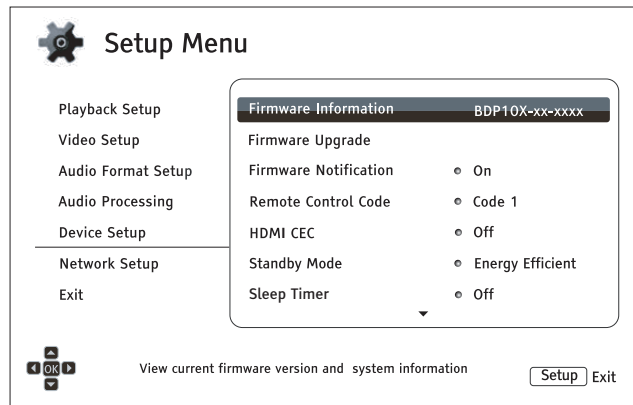 Setup Menu
Playback Setup
Video Setup
Audio Format Setup
Audio Processing
Device Setup
Network Setup
Exit
Firmware Information BDP10X-xx-xxxx
Firmware Upgrade
Firmware Notification On
Remote Control Code Code 1
HDMI CEC Off
Standby Mode Energy Efficient
Sleep Timer Off
OK
View current firmware version and system information
Setup Exit